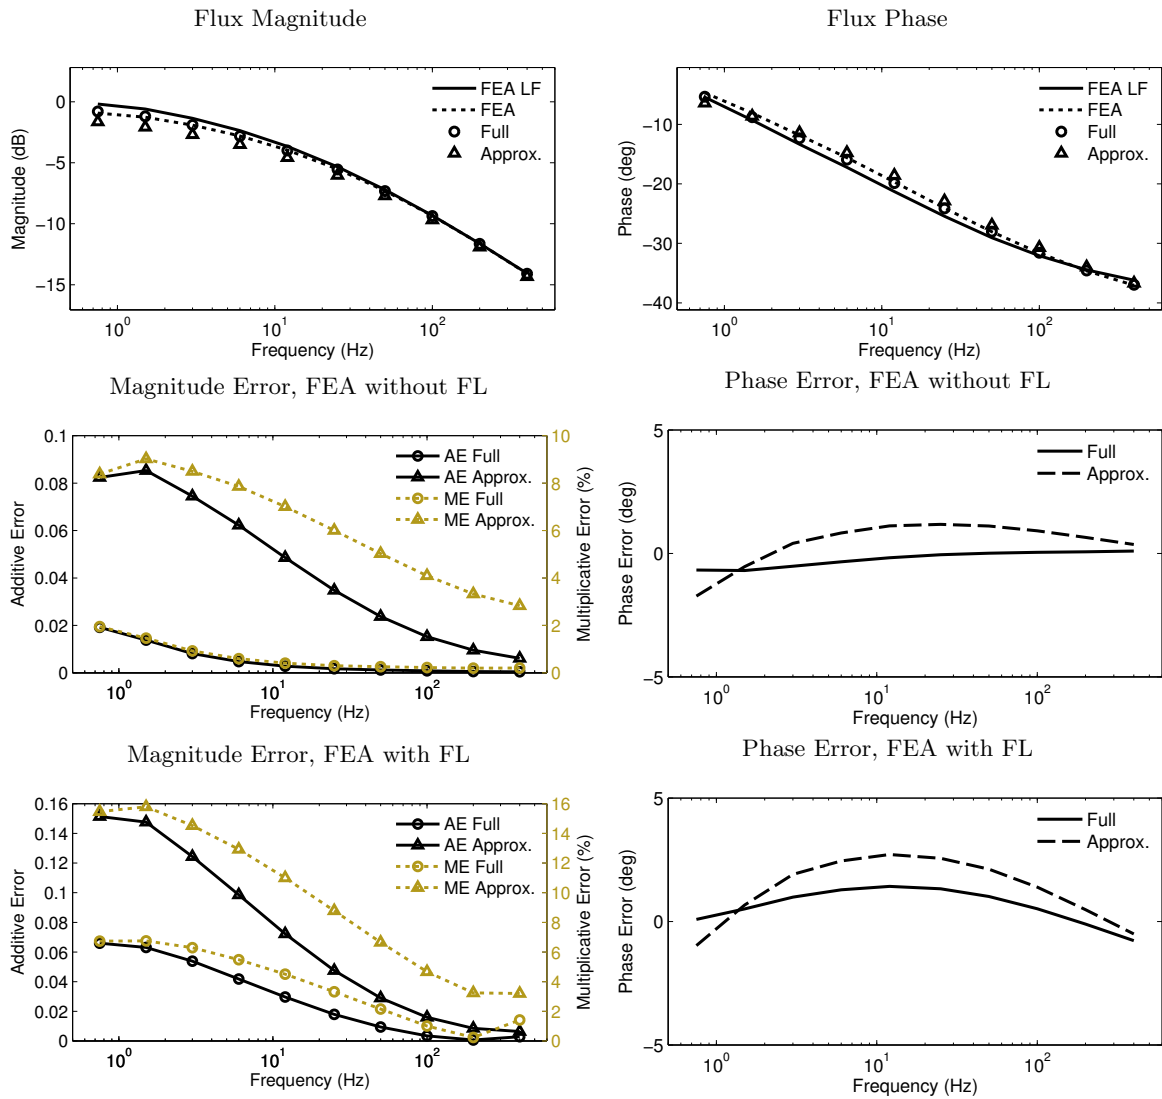 Flux Magnitude
Flux Phase
0
−5
−10
−15
Magnitude (dB)
10^0
10^1
10^2
Frequency (Hz)
FEA LF
FEA
Full
Approx.
−10
−20
−30
−40
Phase (deg)
10^0
10^1
10^2
Frequency (Hz)
FEA LF
FEA
Full
Approx.
Magnitude Error, FEA without FL
Phase Error, FEA without FL
0.1
0.08
0.06
0.04
0.02
0
Additive Error
10^0
10^1
10^2
Frequency (Hz)
AE Full
AE Approx.
ME Full
ME Approx.
10
8
6
4
2
0
Multiplicative Error (%)
5
0
−5
Phase Error (deg)
10^0
10^1
10^2
Frequency (Hz)
Full
Approx.
Magnitude Error, FEA with FL
Phase Error, FEA with FL
0.16
0.14
0.12
0.1
0.08
0.06
0.04
0.02
0
Additive Error
10^0
10^1
10^2
Frequency (Hz)
AE Full
AE Approx.
ME Full
ME Approx.
16
14
12
10
8
6
4
2
0
Multiplicative Error (%)
5
0
−5
Phase Error (deg)
10^0
10^1
10^2
Frequency (Hz)
Full
Approx.